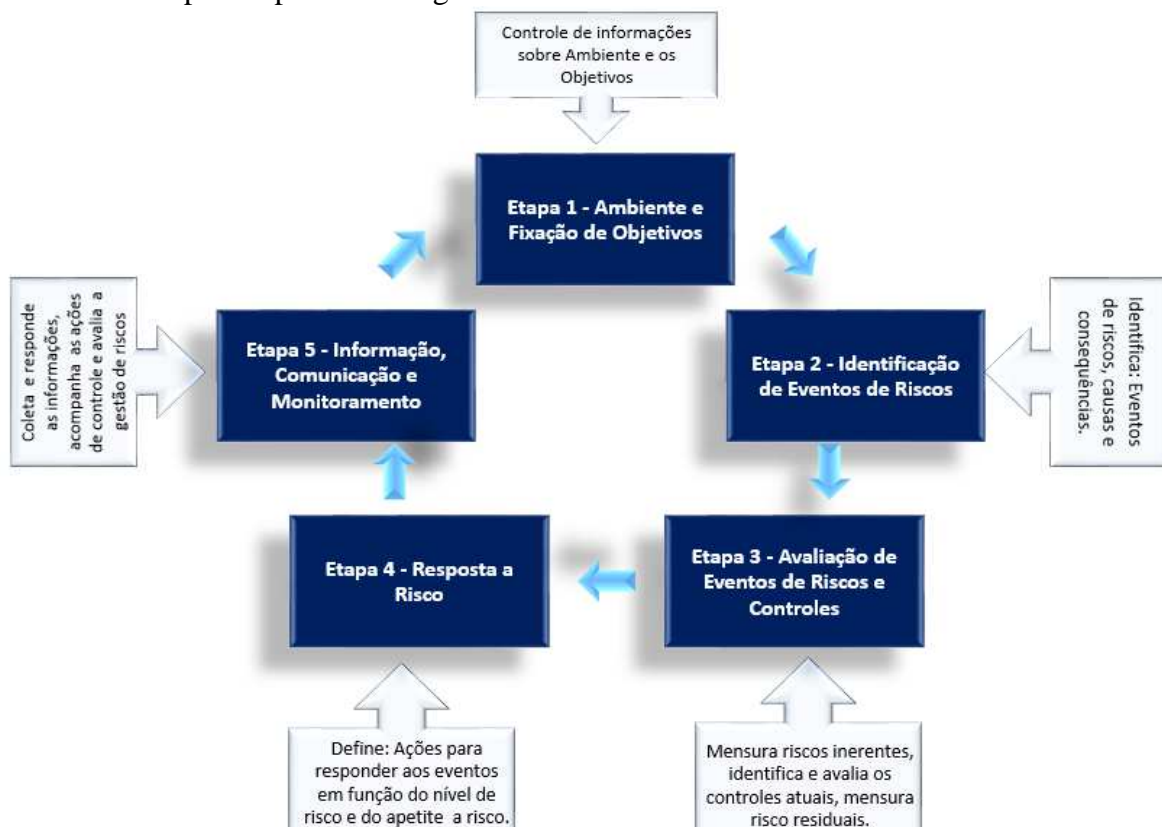 Controle de informações
sobre Ambiente e os
Objetivos
Etapa 1 - Ambiente e
Fixação de Objetivos
Identifica: Eventos
de riscos, causas e
consequências.
Etapa 2 - Identificação
de Eventos de Riscos
Etapa 3 - Avaliação de
Eventos de Riscos e
Controles
Mensura riscos inerentes,
identifica e avalia os
controles atuais, mensura
risco residuais.
Etapa 4 - Resposta a
Risco
Define: Ações para
responder aos eventos
em função do nível de
risco e do apetite a risco.
Etapa 5 - Informação,
Comunicação e
Monitoramento
Coleta e responde
as informações,
acompanha as ações
de controle e avalia a
gestão de riscos